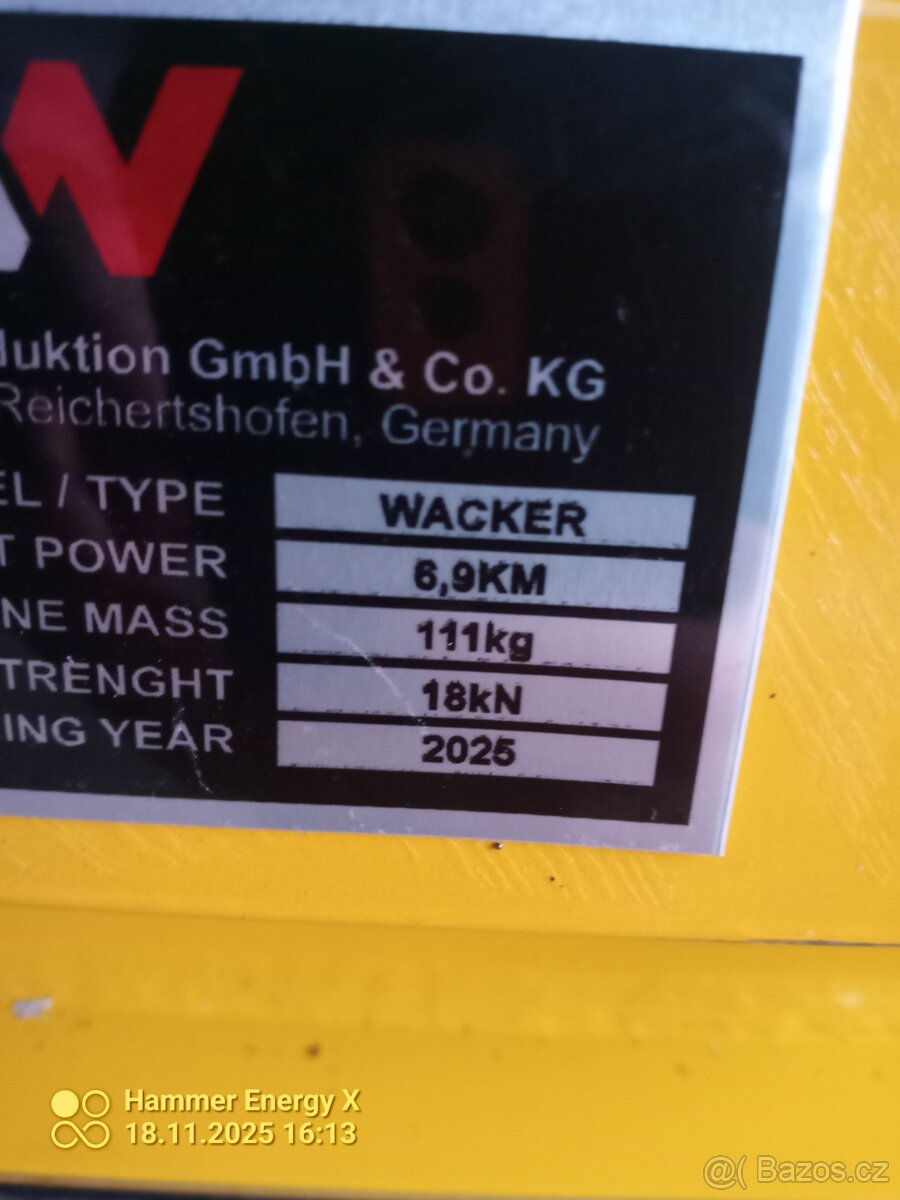 W
duktion GmbH & Co. KG
Reichertshofen, Germany
EL / TYPE WACKER
T POWER 6,9KM
NE MASS 111kg
TRENGHT 18kN
ING YEAR 2025
Hammer Energy X
18.11.2025 16:13
@( Bazos.cz